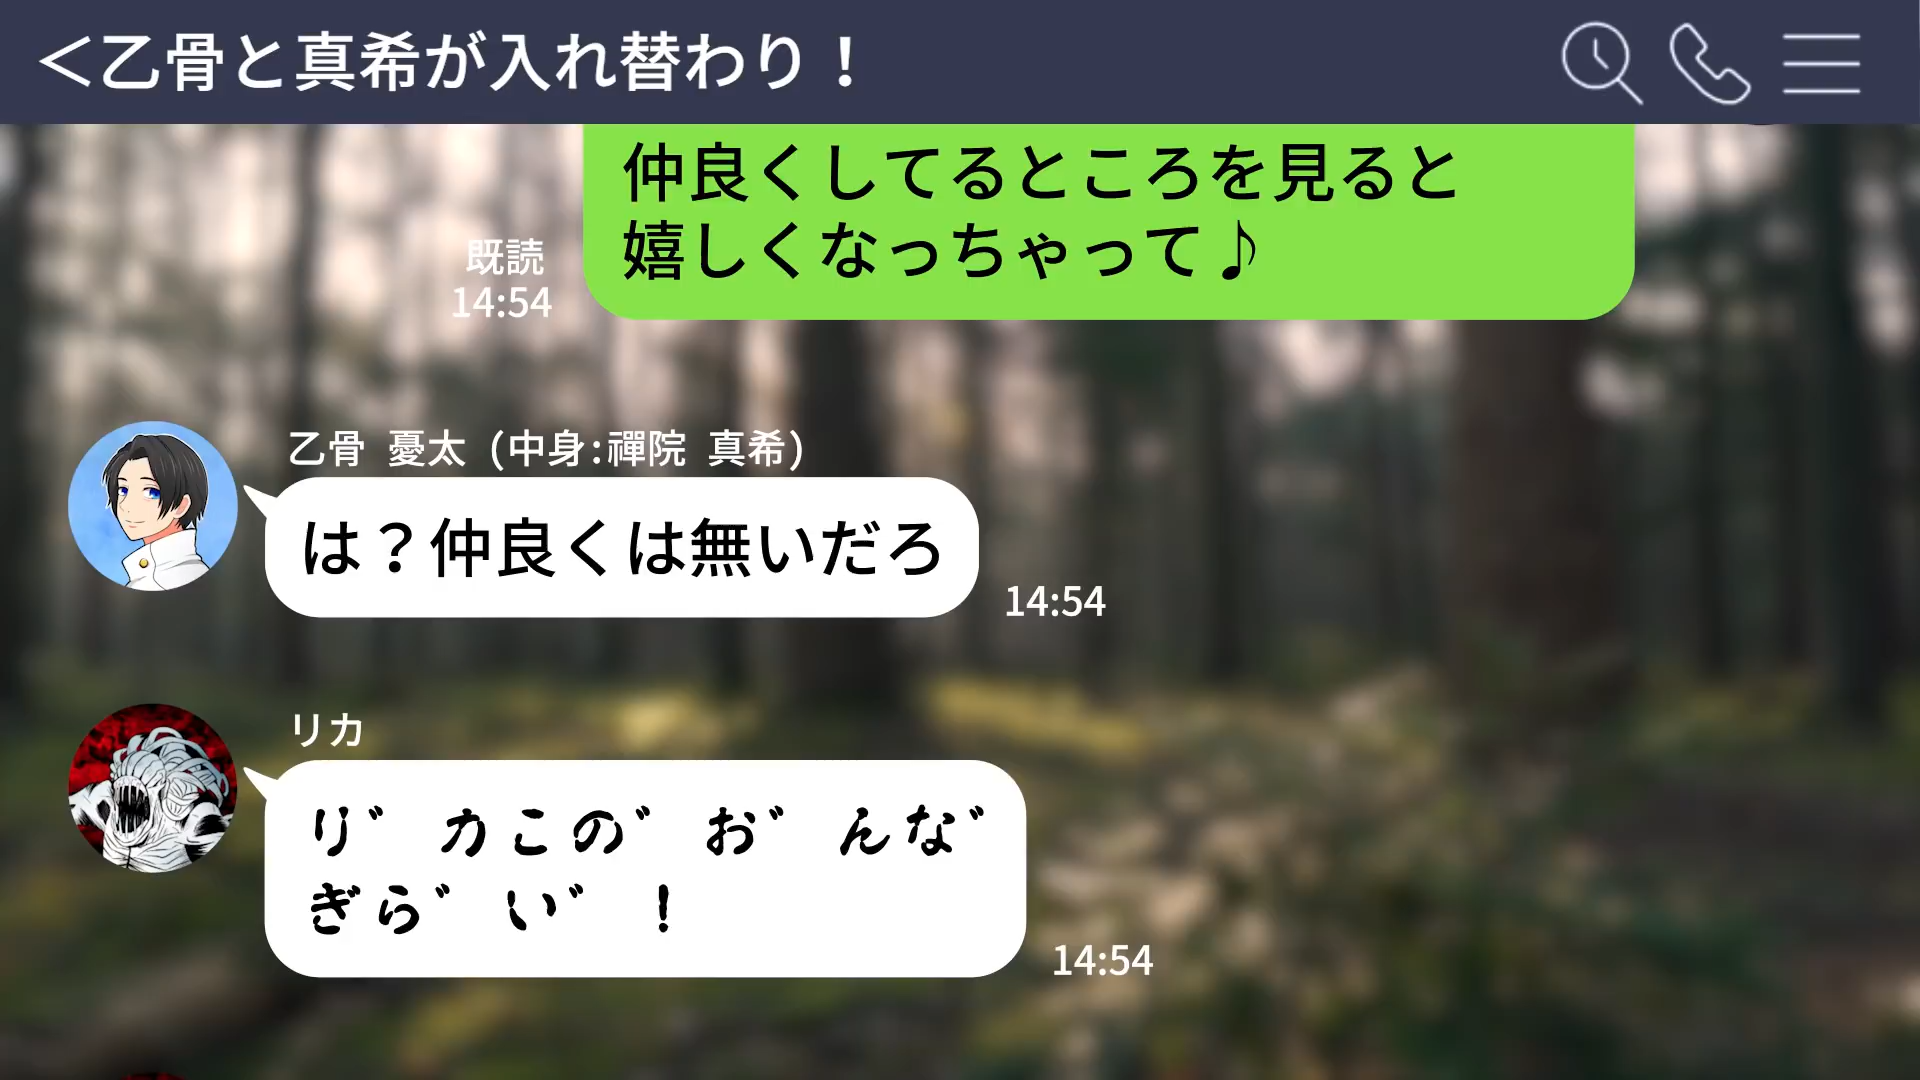 ＜乙骨と真希が入れ替わり！
仲良くしてるところを見ると
嬉しくなっちゃって♪
既読
14:54
乙骨 憂太 (中身:禪院 真希)
は？仲良くは無いだろ
14:54
リカ
リ゛カこの゛お゛んな゛
ぎら゛い゛！
14:54